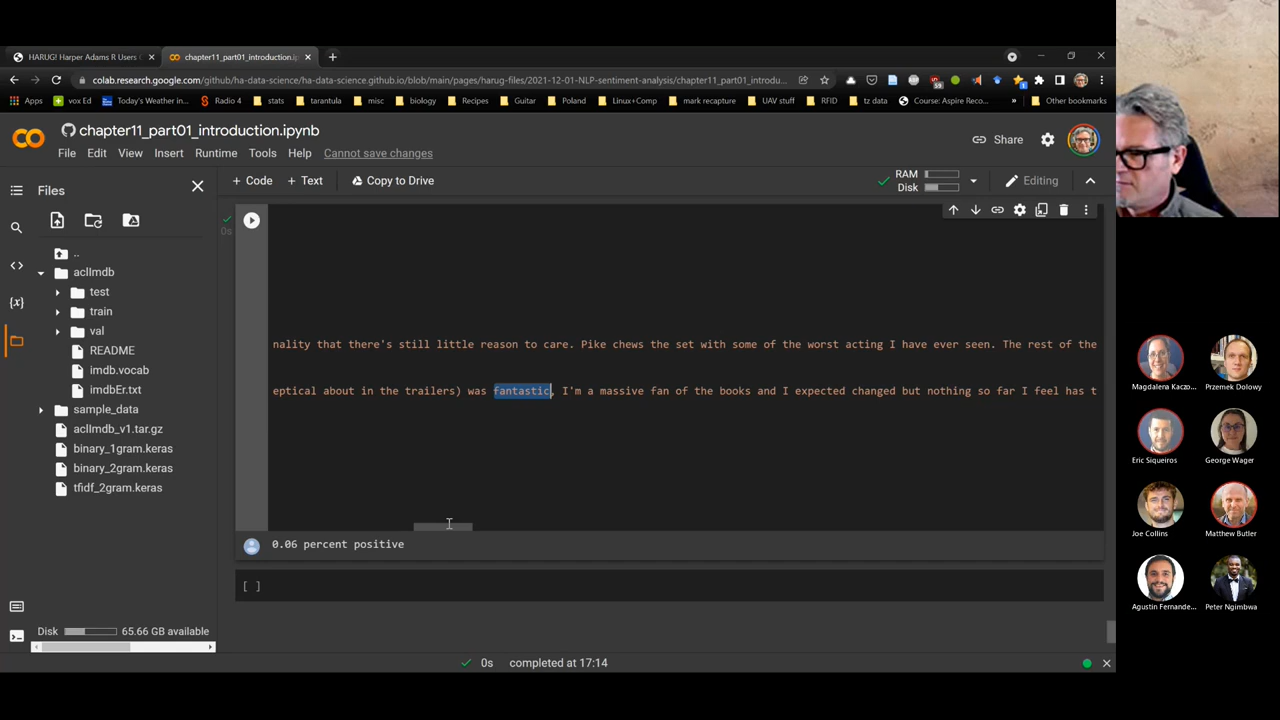 HARUG! Harper Adams R Users G
chapter11_part01_introduction.ip
colab.research.google.com/github/ha-data-science/ha-data-science.github.io/blob/main/pages/harug-files/2021-12-01-NLP-sentiment-analysis/chapter11_part01_introdu...
Apps
vox Ed
Today's Weather in...
Radio 4
stats
tarantula
misc
biology
Recipes
Guitar
Poland
Linux+Comp
mark recapture
UAV stuff
RFID
tz data
Course: Aspire Reco...
»
Other bookmarks
CO
chapter11_part01_introduction.ipynb
Share
File Edit View Insert Runtime Tools Help Cannot save changes
Files
+ Code + Text Copy to Drive
RAM
Disk
Editing
..
aclImdb
test
train
val
README
imdb.vocab
imdbEr.txt
sample_data
aclImdb_v1.tar.gz
binary_1gram.keras
binary_2gram.keras
tfidf_2gram.keras
Disk 65.66 GB available
0s
nality that there's still little reason to care. Pike chews the set with some of the worst acting I have ever seen. The rest of the
eptical about in the trailers) was fantastic, I'm a massive fan of the books and I expected changed but nothing so far I feel has t
0.06 percent positive
[ ]
0s completed at 17:14
Magdalena Kaczo...
Przemek Dolowy
Eric Siqueiros
George Wager
Joe Collins
Matthew Butler
Agustin Fernande...
Peter Ngimbwa